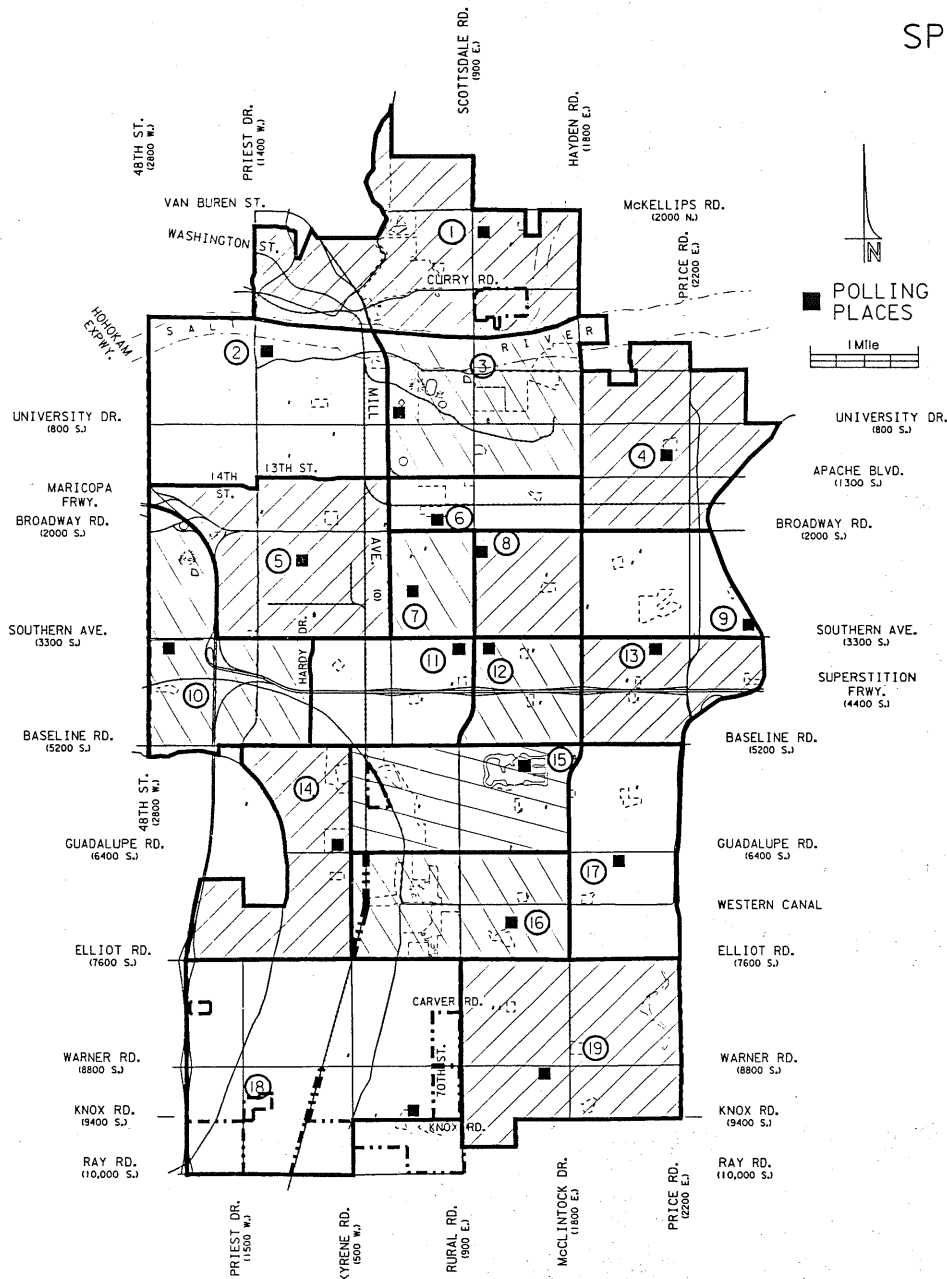 SP
SCOTTSDALE RD.
(900 E.)
48TH ST.
(2800 W.)
PRIEST DR.
(1400 W.)
HAYDEN RD.
(1800 E.)
VAN BUREN ST.
WASHINGTON ST.
McKELLIPS RD.
(2000 N.)
PRICE RD.
(2200 E.)
N
1
CURRY RD.
POLLING
PLACES
1 Mile
HOHOKAM
EXPWY.
SALT
RIVER
2
3
MILL
UNIVERSITY DR.
(800 S.)
UNIVERSITY DR.
(800 S.)
4
13TH ST.
14TH
ST.
APACHE BLVD.
(1300 S.)
MARICOPA
FRWY.
BROADWAY RD.
(2000 S.)
BROADWAY RD.
(2000 S.)
6
AVE.
(0)
8
5
7
9
DR.
HARDY
SOUTHERN AVE.
(3300 S.)
SOUTHERN AVE.
(3300 S.)
11
12
13
10
SUPERSTITION
FRWY.
(4400 S.)
BASELINE RD.
(5200 S.)
BASELINE RD.
(5200 S.)
14
15
48TH ST.
(2800 W.)
GUADALUPE RD.
(6400 S.)
GUADALUPE RD.
(6400 S.)
17
WESTERN CANAL
16
ELLIOT RD.
(7600 S.)
ELLIOT RD.
(7600 S.)
CARVER RD.
70TH ST.
19
WARNER RD.
(8800 S.)
WARNER RD.
(8800 S.)
18
KNOX RD.
(9400 S.)
KNOX RD.
KNOX RD.
(9400 S.)
RAY RD.
(10,000 S.)
RAY RD.
(10,000 S.)
PRIEST DR.
(1500 W.)
KYRENE RD.
(500 W.)
RURAL RD.
(900 E.)
McCLINTOCK DR.
(1800 E.)
PRICE RD.
(2200 E.)